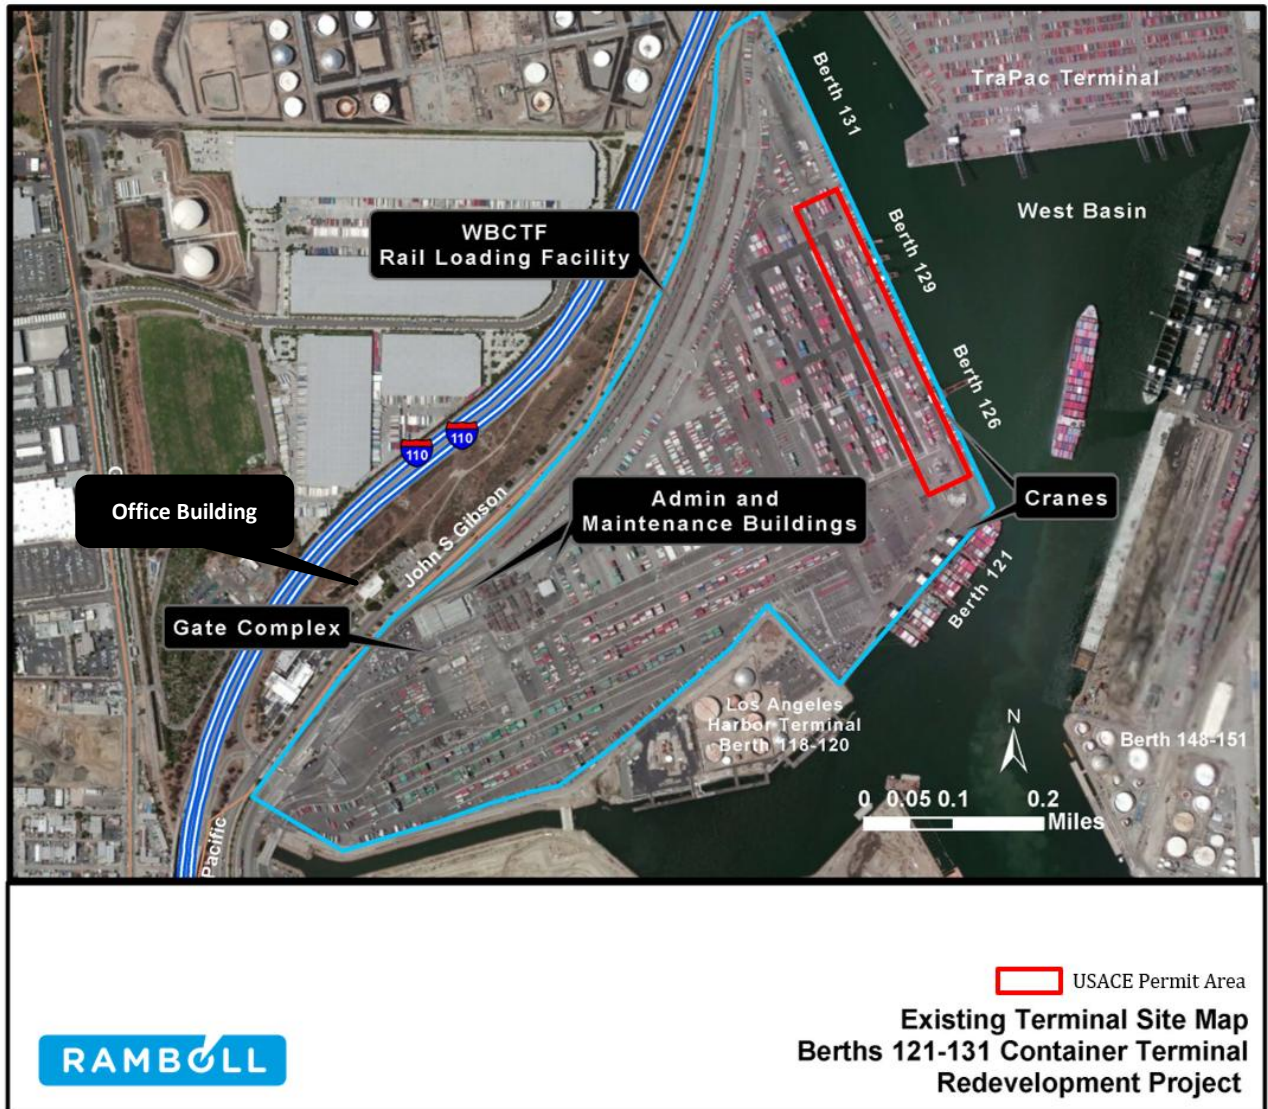 Berth 131
TraPac Terminal
West Basin
WBCTF
Rail Loading Facility
Berth 129
Berth 126
110
110
Office Building
John S Gibson
Admin and
Maintenance Buildings
Cranes
Gate Complex
Berth 121
Los Angeles
Harbor Terminal
Berth 118-120
N
Berth 148-151
0 0.05 0.1 0.2
Miles
Pacific
USACE Permit Area
Existing Terminal Site Map
Berths 121-131 Container Terminal
Redevelopment Project
RAMBOLL